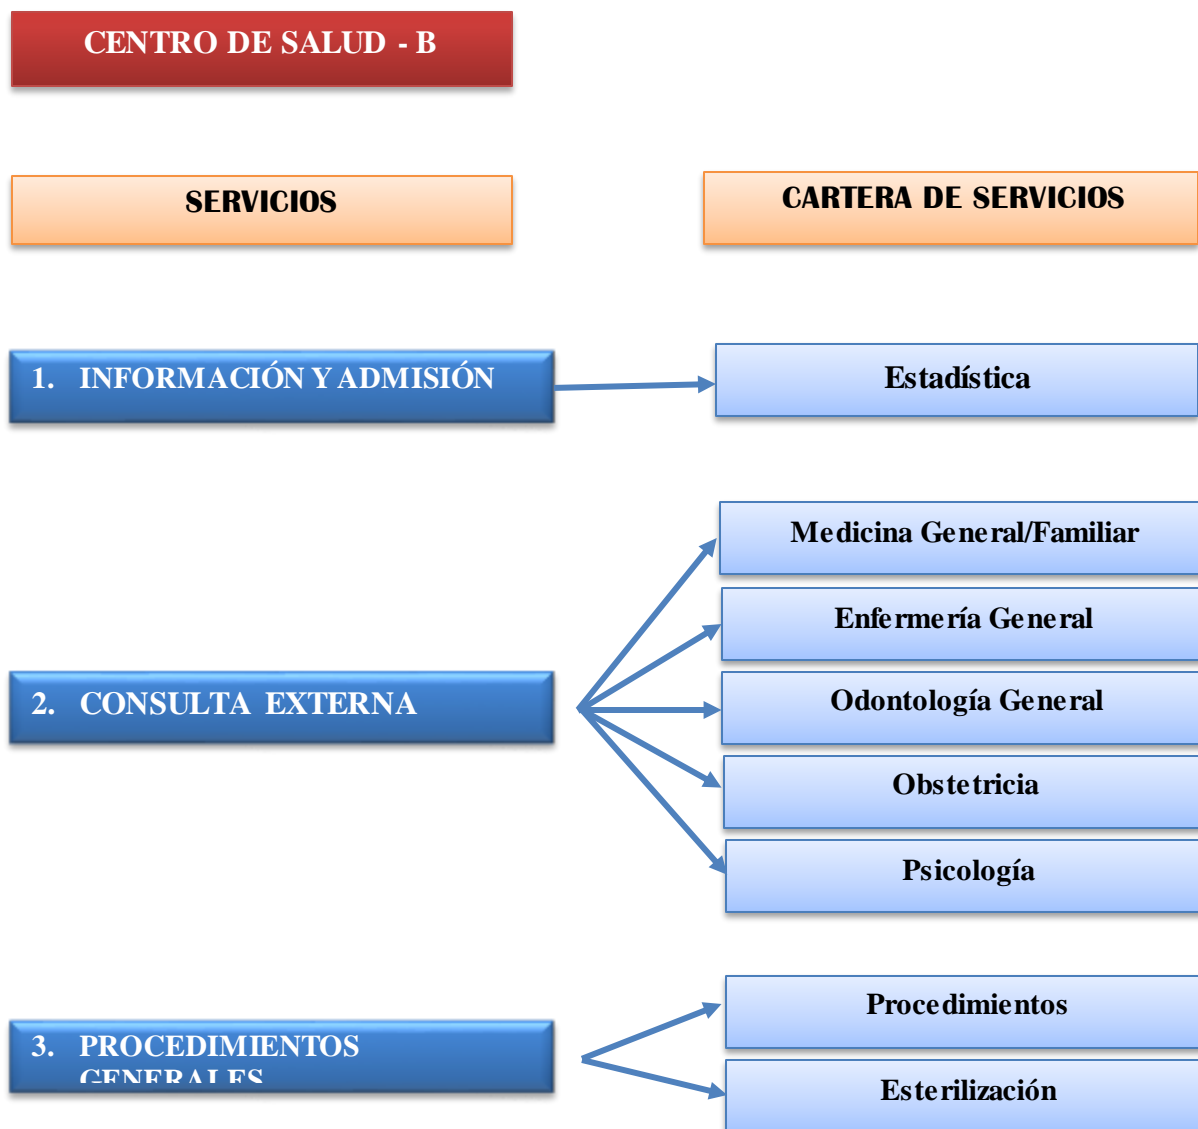 CENTRO DE SALUD - B
SERVICIOS
CARTERA DE SERVICIOS
1. INFORMACIÓN Y ADMISIÓN
Estadística
Medicina General/Familiar
Enfermería General
2. CONSULTA EXTERNA
Odontología General
Obstetricia
Psicología
3. PROCEDIMIENTOS
GENERALES
Procedimientos
Esterilización